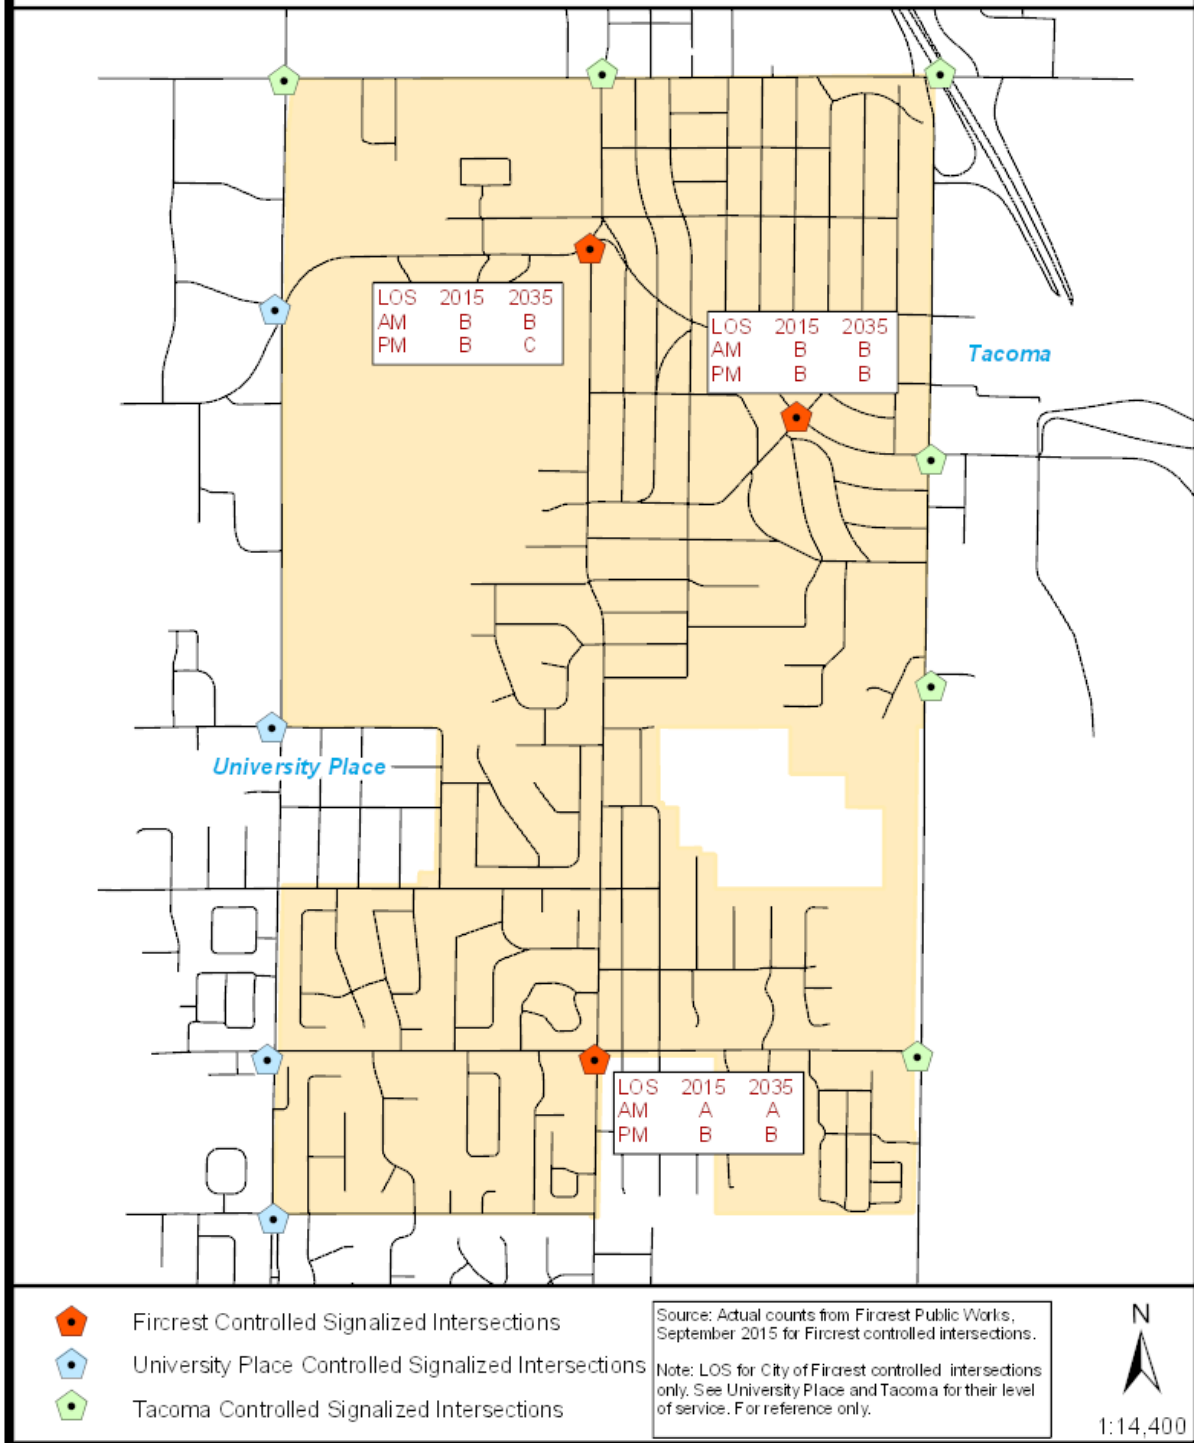 LOS 2015 2035
AM B B
PM B C
LOS 2015 2035
AM B B
PM B B
Tacoma
University Place
LOS 2015 2035
AM A A
PM B B
Fircrest Controlled Signalized Intersections
University Place Controlled Signalized Intersections
Tacoma Controlled Signalized Intersections
Source: Actual counts from Fircrest Public Works,
September 2015 for Fircrest controlled intersections.
Note: LOS for City of Fircrest controlled intersections
only. See University Place and Tacoma for their level
of service. For reference only.
N
1:14,400